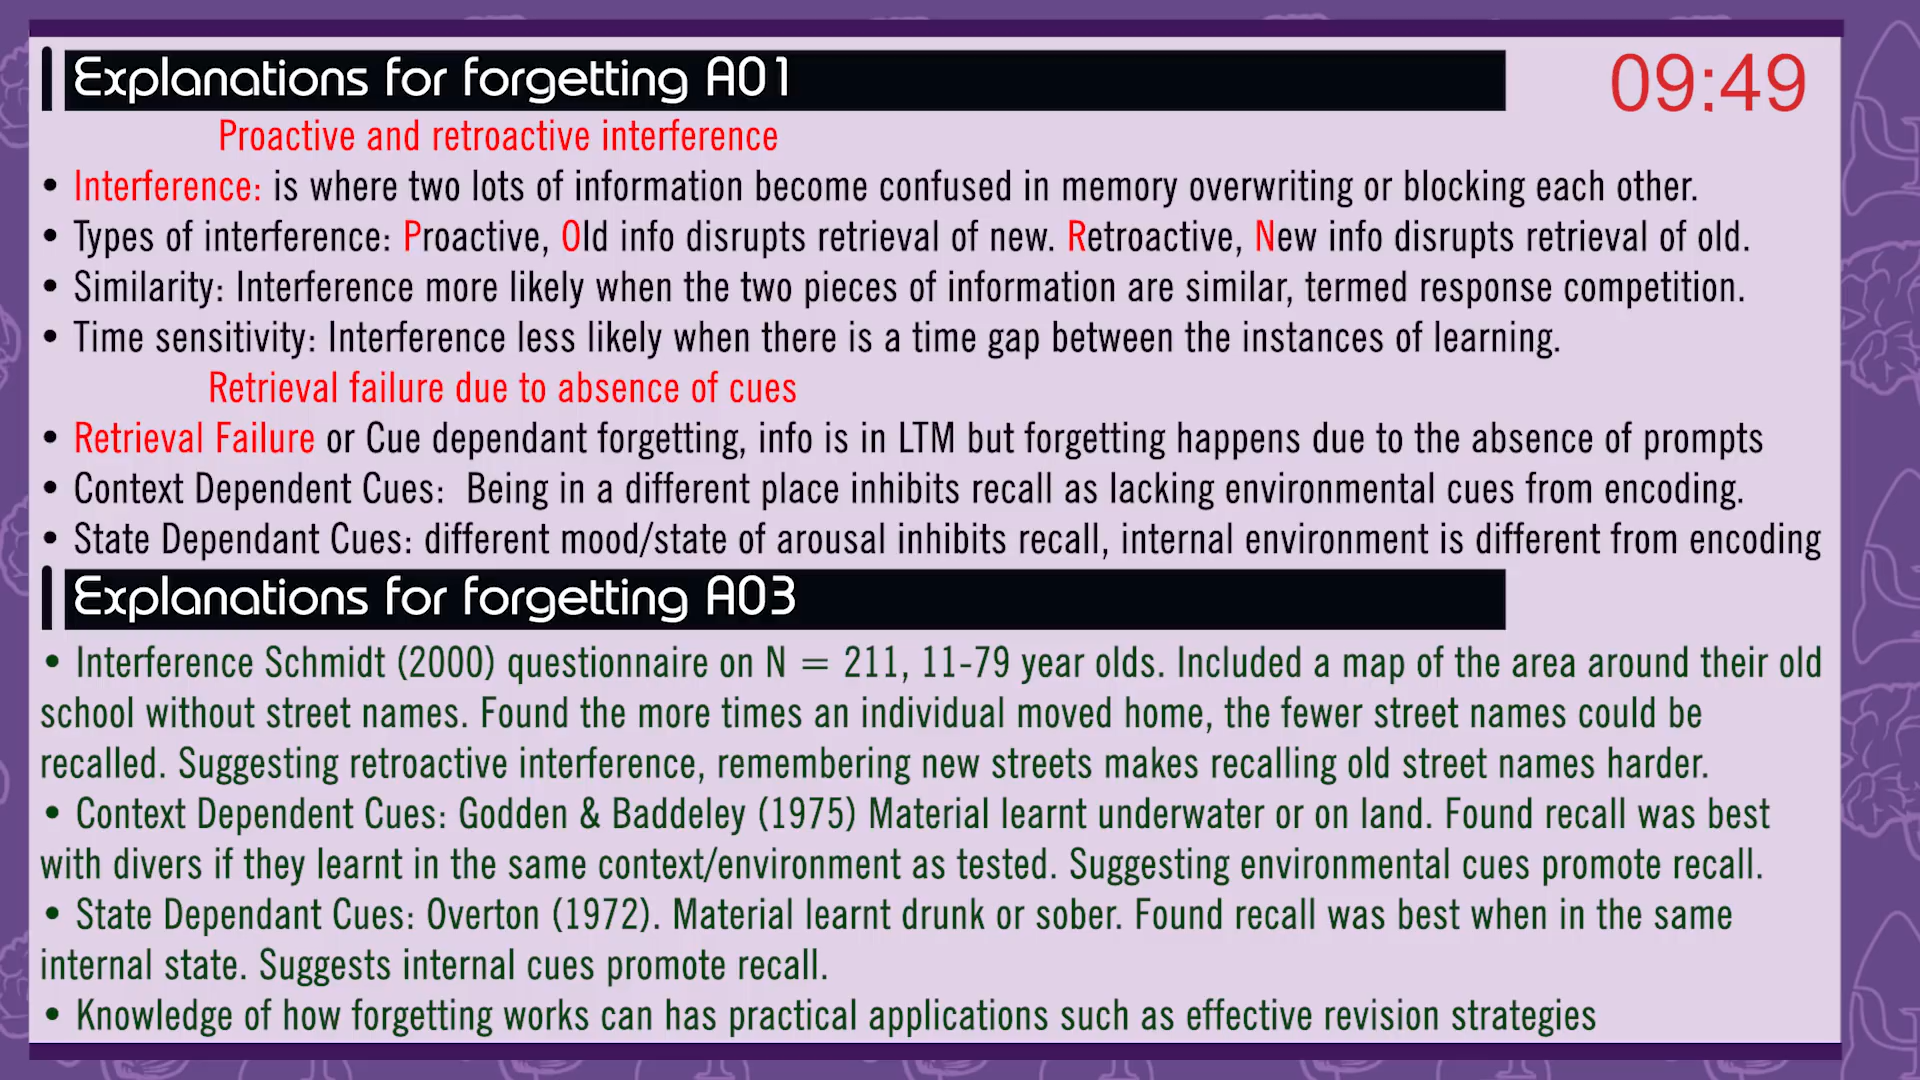 Explanations for forgetting A01
09:49
Proactive and retroactive interference
• Interference: is where two lots of information become confused in memory overwriting or blocking each other.
• Types of interference: Proactive, Old info disrupts retrieval of new. Retroactive, New info disrupts retrieval of old.
• Similarity: Interference more likely when the two pieces of information are similar, termed response competition.
• Time sensitivity: Interference less likely when there is a time gap between the instances of learning.
Retrieval failure due to absence of cues
• Retrieval Failure or Cue dependant forgetting, info is in LTM but forgetting happens due to the absence of prompts
• Context Dependent Cues:  Being in a different place inhibits recall as lacking environmental cues from encoding.
• State Dependant Cues: different mood/state of arousal inhibits recall, internal environment is different from encoding
Explanations for forgetting A03
• Interference Schmidt (2000) questionnaire on N = 211, 11-79 year olds. Included a map of the area around their old
school without street names. Found the more times an individual moved home, the fewer street names could be
recalled. Suggesting retroactive interference, remembering new streets makes recalling old street names harder.
• Context Dependent Cues: Godden & Baddeley (1975) Material learnt underwater or on land. Found recall was best
with divers if they learnt in the same context/environment as tested. Suggesting environmental cues promote recall.
• State Dependant Cues: Overton (1972). Material learnt drunk or sober. Found recall was best when in the same
internal state. Suggests internal cues promote recall.
• Knowledge of how forgetting works can has practical applications such as effective revision strategies